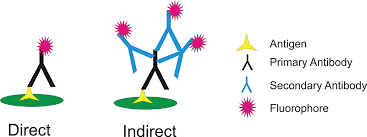 Antigen
Primary Antibody
Secondary Antibody
Fluorophore
Direct
Indirect